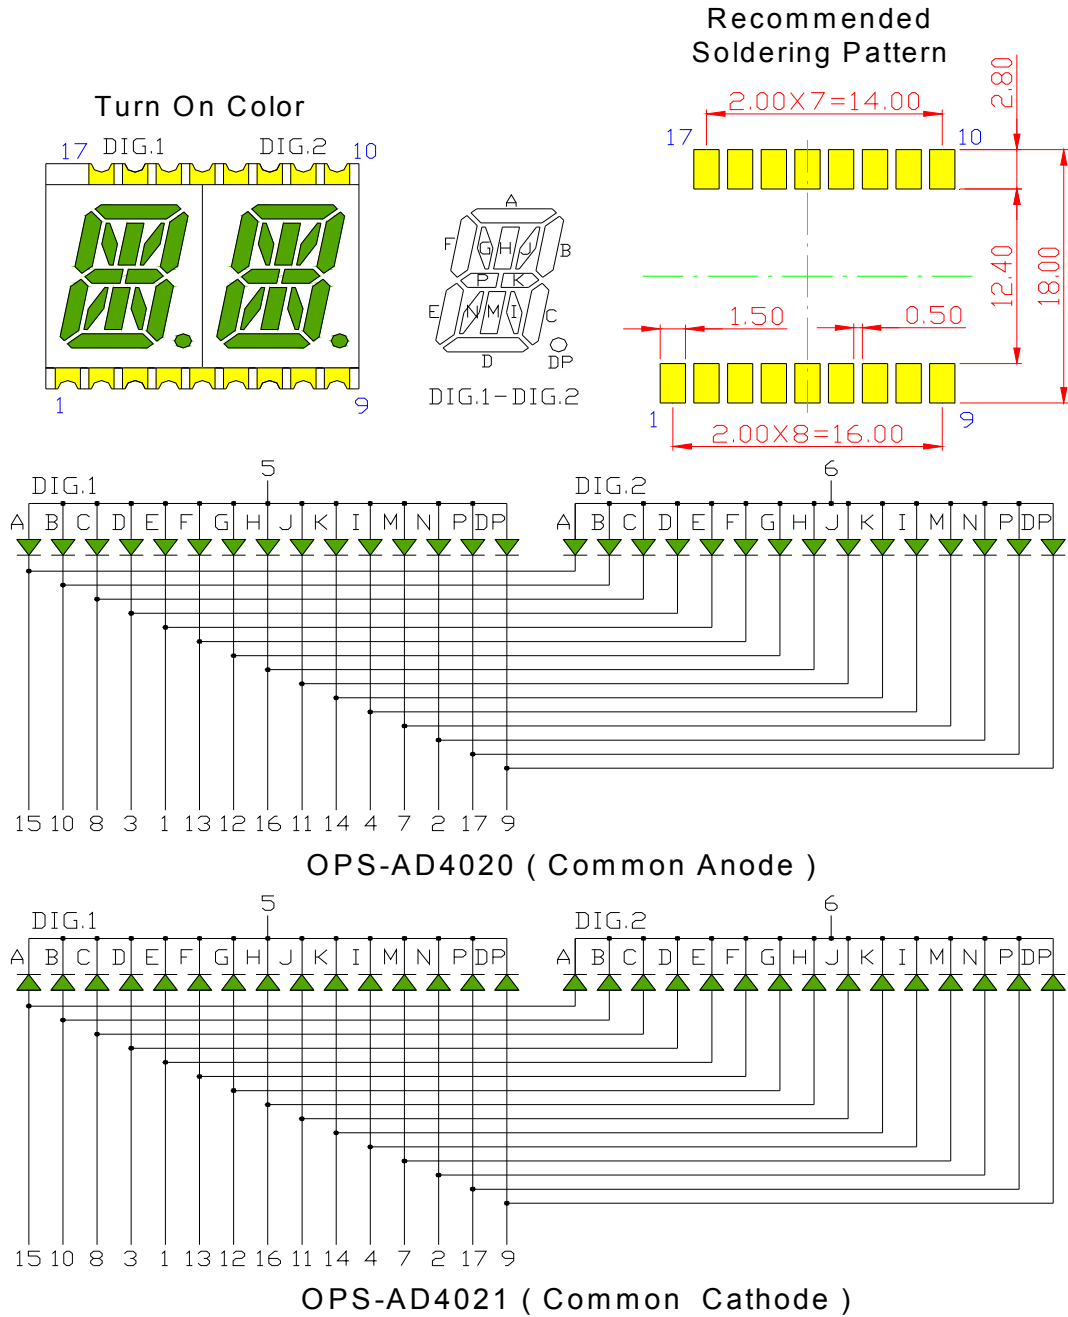 Recommended
Soldering Pattern
Turn On Color
2.00X7=14.00
2.80
17 DIG.1 DIG.2 10
17 10
A
F G H J B
P K
E N M I C
D DP
DIG.1-DIG.2
12.40
18.00
1.50 0.50
1 9
1 9
2.00X8=16.00
5 6
DIG.1 DIG.2
A B C D E F G H J K I M N P DP A B C D E F G H J K I M N P DP
15 10 8 3 1 13 12 16 11 14 4 7 2 17 9
OPS-AD4020 ( Common Anode )
5 6
DIG.1 DIG.2
A B C D E F G H J K I M N P DP A B C D E F G H J K I M N P DP
15 10 8 3 1 13 12 16 11 14 4 7 2 17 9
OPS-AD4021 ( Common Cathode )